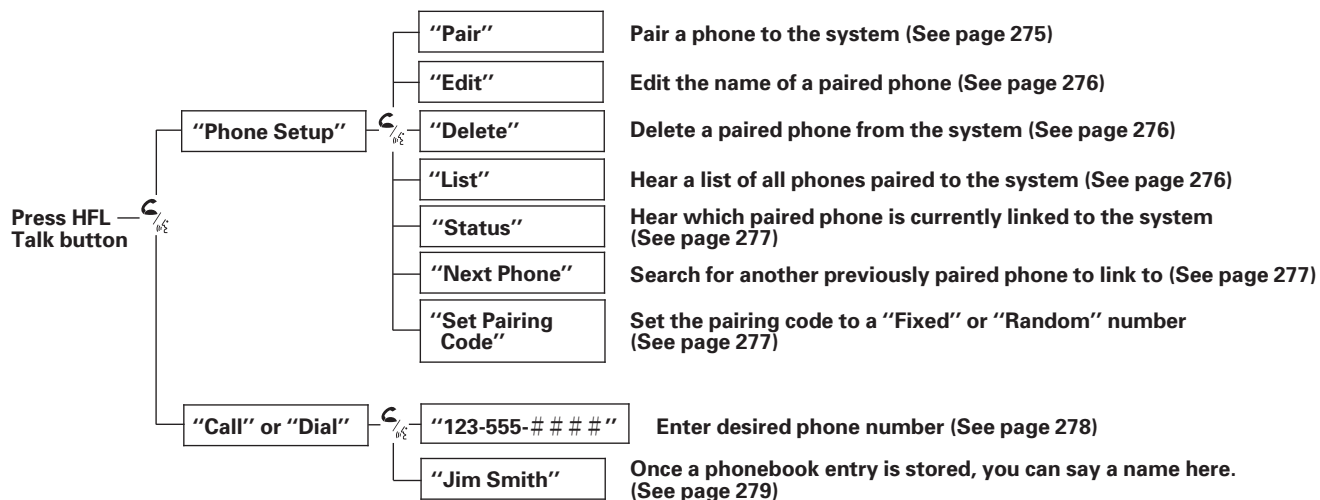 ‘‘Pair’’ Pair a phone to the system (See page 275)
‘‘Edit’’ Edit the name of a paired phone (See page 276)
‘‘Phone Setup’’ ‘‘Delete’’ Delete a paired phone from the system (See page 276)
‘‘List’’ Hear a list of all phones paired to the system (See page 276)
Press HFL
Talk button
‘‘Status’’ Hear which paired phone is currently linked to the system
(See page 277)
‘‘Next Phone’’ Search for another previously paired phone to link to (See page 277)
‘‘Set Pairing
Code’’
Set the pairing code to a ‘‘Fixed’’ or ‘‘Random’’ number
(See page 277)
‘‘Call’’ or ‘‘Dial’’ ‘‘123-555-####’’ Enter desired phone number (See page 278)
‘‘Jim Smith’’ Once a phonebook entry is stored, you can say a name here.
(See page 279)